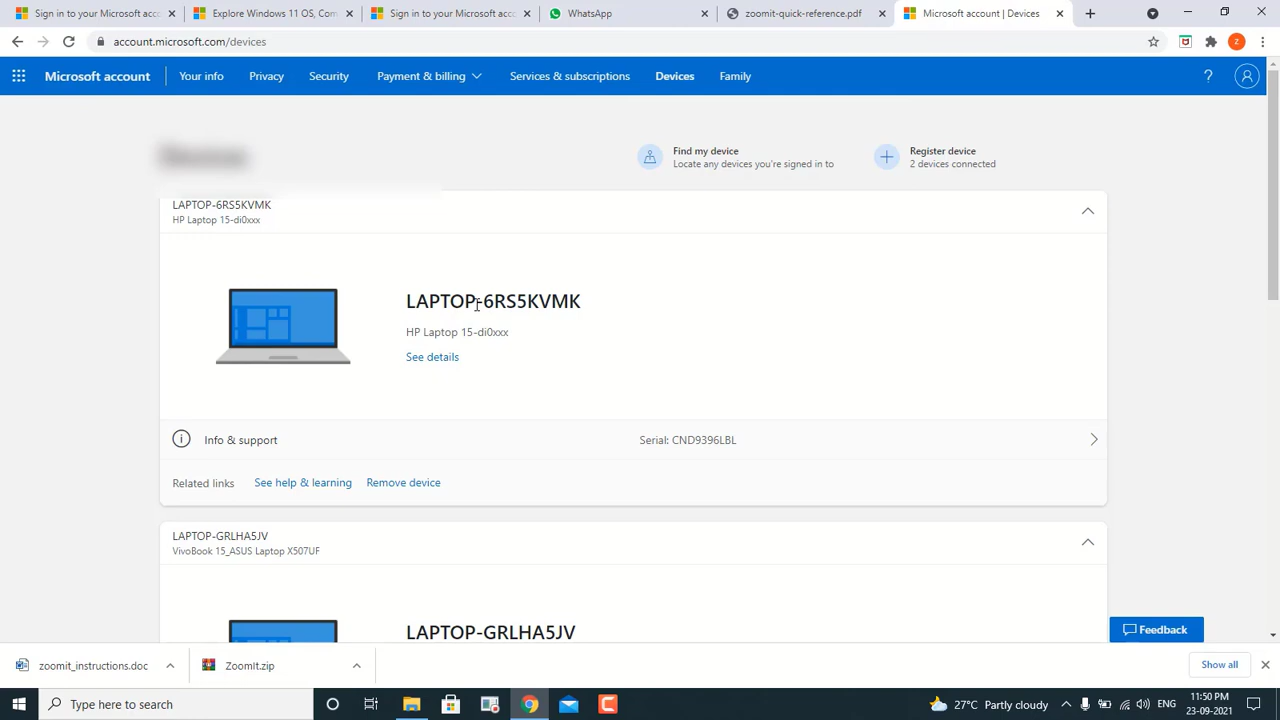 Sign in to your Microsoft acco
Explore Windows 11 OS, Com
Sign in to your Microsoft acco
WhatsApp
zoomit-quick-reference.pdf
Microsoft account | Devices
account.microsoft.com/devices
Microsoft account
Your info
Privacy
Security
Payment & billing
Services & subscriptions
Devices
Family
?
Find my device
Locate any devices you're signed in to
Register device
2 devices connected
LAPTOP-6RS5KVMK
HP Laptop 15-di0xxx
LAPTOP-6RS5KVMK
HP Laptop 15-di0xxx
See details
Info & support
Serial: CND9396LBL
Related links
See help & learning
Remove device
LAPTOP-GRLHA5JV
VivoBook 15_ASUS Laptop X507UF
LAPTOP-GRLHA5JV
Feedback
zoomit_instructions.doc
ZoomIt.zip
Show all
Type here to search
27°C Partly cloudy
ENG
11:50 PM
23-09-2021